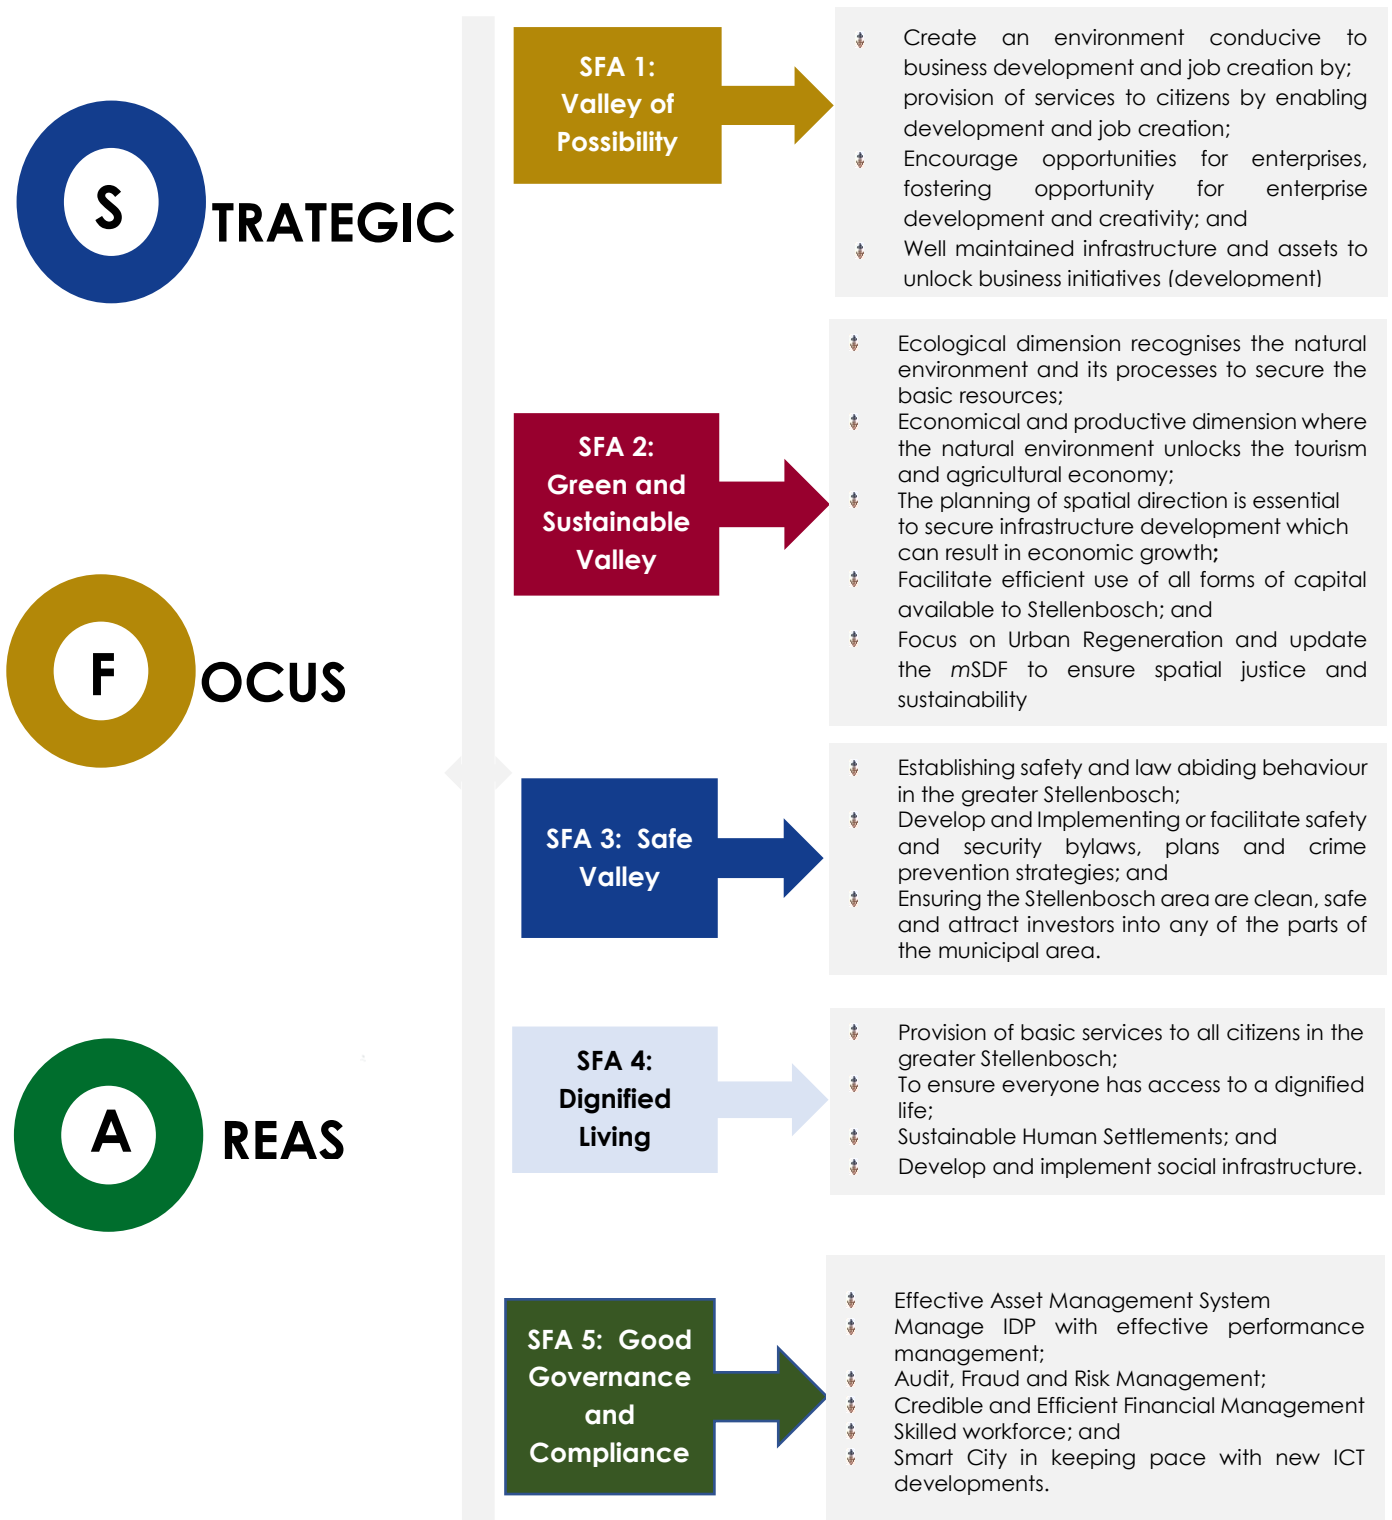 STRATEGIC
FOCUS
AREAS
SFA 1:
Valley of
Possibility
Create an environment conducive to
business development and job creation by;
provision of services to citizens by enabling
development and job creation;
Encourage opportunities for enterprises,
fostering opportunity for enterprise
development and creativity; and
Well maintained infrastructure and assets to
unlock business initiatives (development)
SFA 2:
Green and
Sustainable
Valley
Ecological dimension recognises the natural
environment and its processes to secure the
basic resources;
Economical and productive dimension where
the natural environment unlocks the tourism
and agricultural economy;
The planning of spatial direction is essential
to secure infrastructure development which
can result in economic growth;
Facilitate efficient use of all forms of capital
available to Stellenbosch; and
Focus on Urban Regeneration and update
the mSDF to ensure spatial justice and
sustainability
SFA 3: Safe
Valley
Establishing safety and law abiding behaviour
in the greater Stellenbosch;
Develop and Implementing or facilitate safety
and security bylaws, plans and crime
prevention strategies; and
Ensuring the Stellenbosch area are clean, safe
and attract investors into any of the parts of
the municipal area.
SFA 4:
Dignified
Living
Provision of basic services to all citizens in the
greater Stellenbosch;
To ensure everyone has access to a dignified
life;
Sustainable Human Settlements; and
Develop and implement social infrastructure.
SFA 5: Good
Governance
and
Compliance
Effective Asset Management System
Manage IDP with effective performance
management;
Audit, Fraud and Risk Management;
Credible and Efficient Financial Management
Skilled workforce; and
Smart City in keeping pace with new ICT
developments.